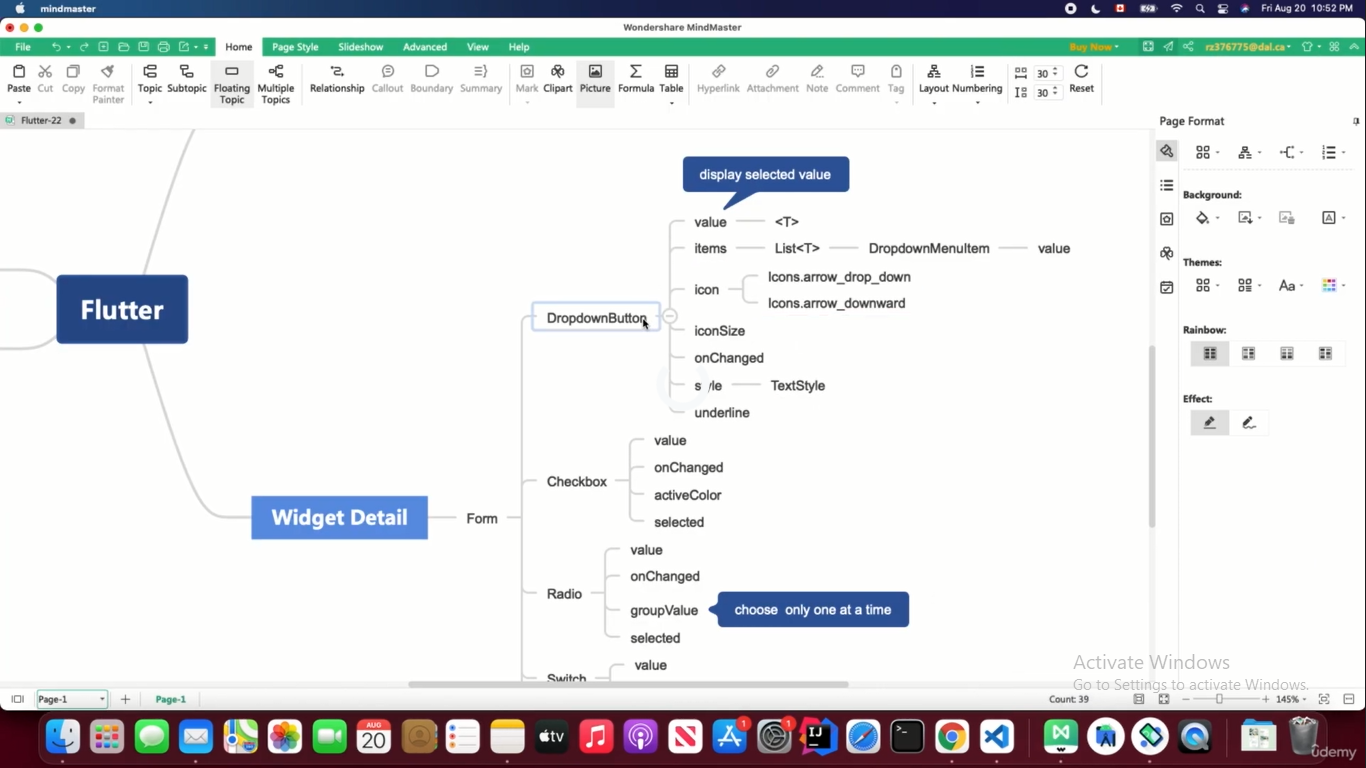 mindmaster
Fri Aug 20 10:52 PM
Wondershare MindMaster
File
Home
Page Style
Slideshow
Advanced
View
Help
Buy Now
rz376775@dal.ca
Paste
Cut
Copy
Format Painter
Topic
Subtopic
Floating Topic
Multiple Topics
Relationship
Callout
Boundary
Summary
Mark
Clipart
Picture
Formula
Table
Hyperlink
Attachment
Note
Comment
Tag
Layout
Numbering
30
30
Reset
Flutter-22
Page Format
Background:
Themes:
Aa
Rainbow:
Effect:
display selected value
value
<T>
items
List<T>
DropdownMenuItem
value
icon
Icons.arrow_drop_down
Icons.arrow_downward
DropdownButton
iconSize
onChanged
style
TextStyle
underline
Flutter
Widget Detail
Form
Checkbox
value
onChanged
activeColor
selected
Radio
value
onChanged
groupValue
choose only one at a time
selected
Switch
value
Activate Windows
Go to Settings to activate Windows.
Page-1
Page-1
Count: 39
145%
AUG
20
tv
1
1
udemy